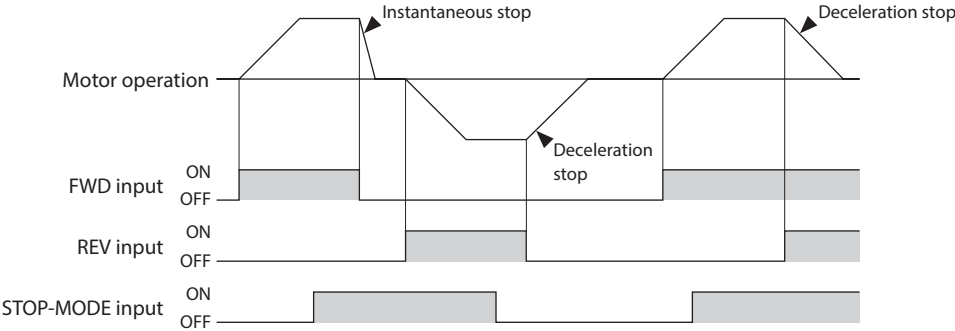 Instantaneous stop
Deceleration stop
Motor operation
Deceleration
stop
ON
FWD input
OFF
ON
REV input
OFF
ON
STOP-MODE input
OFF